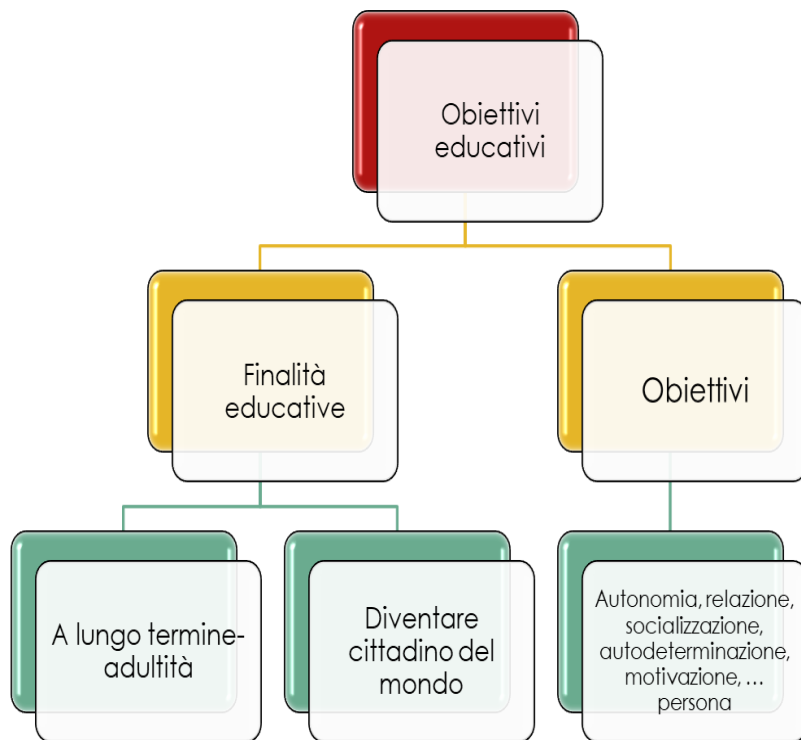 Obiettivi
educativi
Finalità
educative
Obiettivi
A lungo termine-
adultità
Diventare
cittadino del
mondo
Autonomia, relazione,
socializzazione,
autodeterminazione,
motivazione, ...
persona